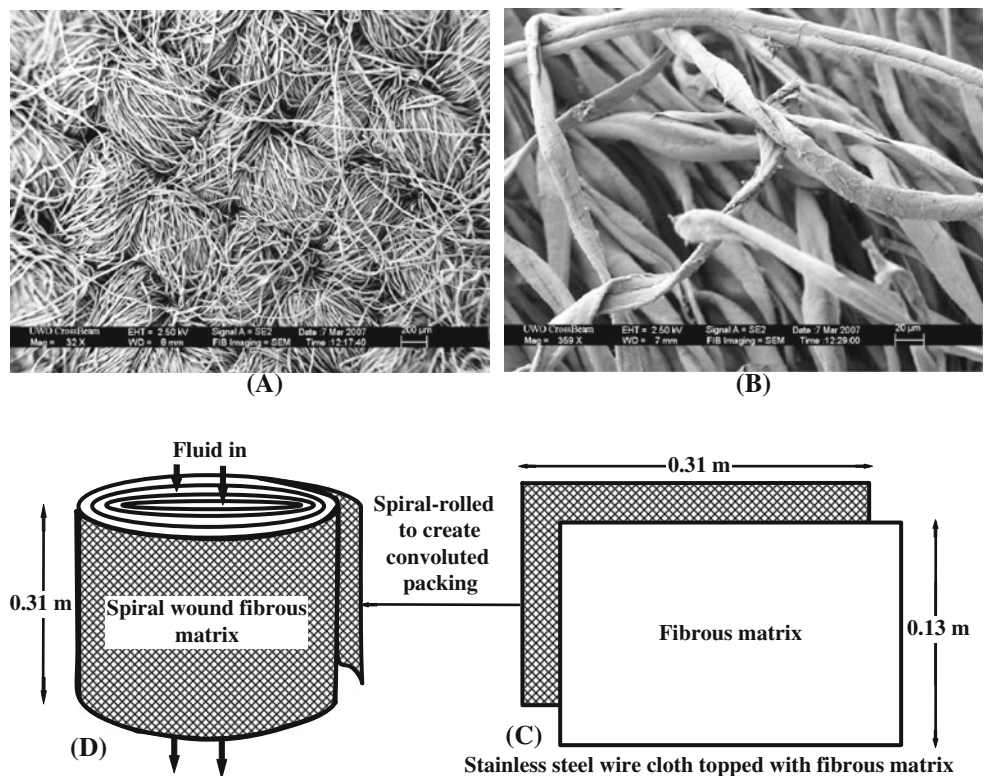 UWO CrossBeam EHT = 2.50 kV Signal A = SE2 Date :7 Mar 2007 200 µm
Mag = 32 X WD = 8 mm FIB Imaging = SEM Time :12:17:40
(A)
UWO CrossBeam EHT = 2.50 kV Signal A = SE2 Date :7 Mar 2007 20 µm
Mag = 359 X WD = 7 mm FIB Imaging = SEM Time :12:29:00
(B)
Fluid in
0.31 m
Spiral wound fibrous
matrix
(D)
Spiral-rolled
to create
convoluted
packing
0.31 m
Fibrous matrix
0.13 m
(C)
Stainless steel wire cloth topped with fibrous matrix